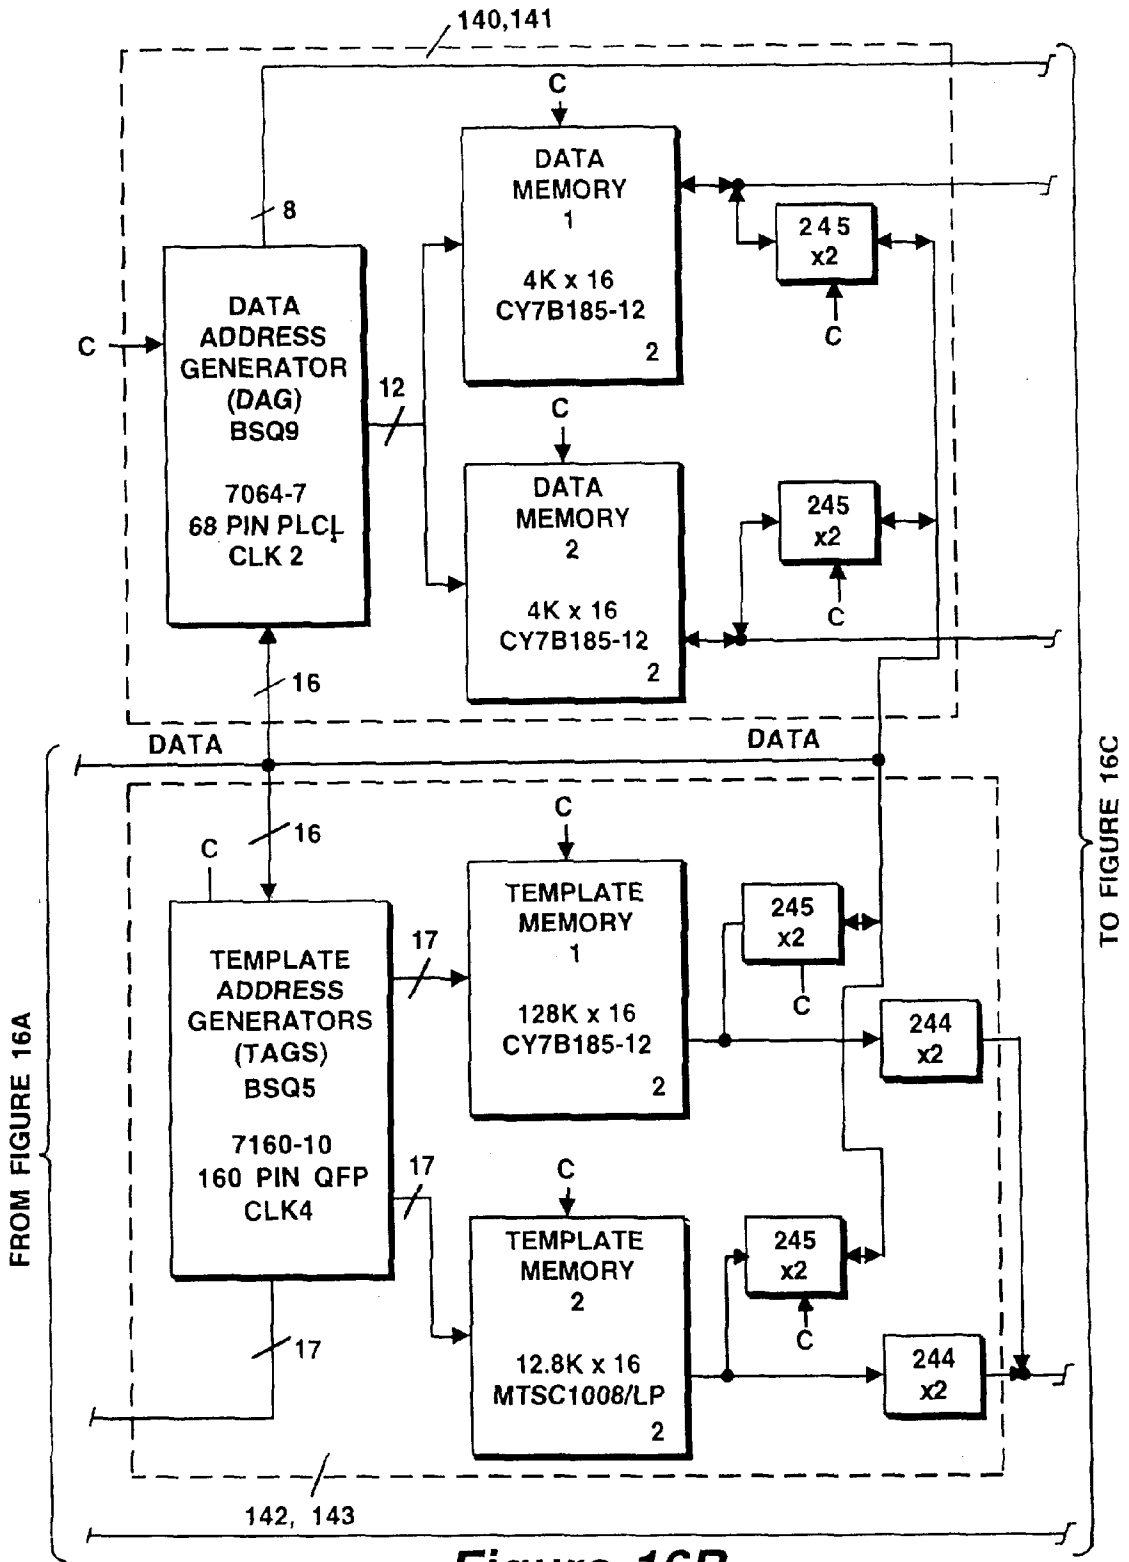 140,141
C
DATA
MEMORY
1
4K x 16
CY7B185-12
2
8
245
x2
C
DATA
ADDRESS
GENERATOR
(DAG)
BSQ9
7064-7
68 PIN PLCL
CLK 2
C
12
C
DATA
MEMORY
2
4K x 16
CY7B185-12
2
245
x2
C
16
DATA
DATA
TO FIGURE 16C
16
C
C
TEMPLATE
MEMORY
1
128K x 16
CY7B185-12
2
17
245
x2
C
244
x2
TEMPLATE
ADDRESS
GENERATORS
(TAGS)
BSQ5
7160-10
160 PIN QFP
CLK4
FROM FIGURE 16A
17
C
TEMPLATE
MEMORY
2
12.8K x 16
MTSC1008/LP
2
245
x2
C
244
x2
17
142, 143
Figure 16B